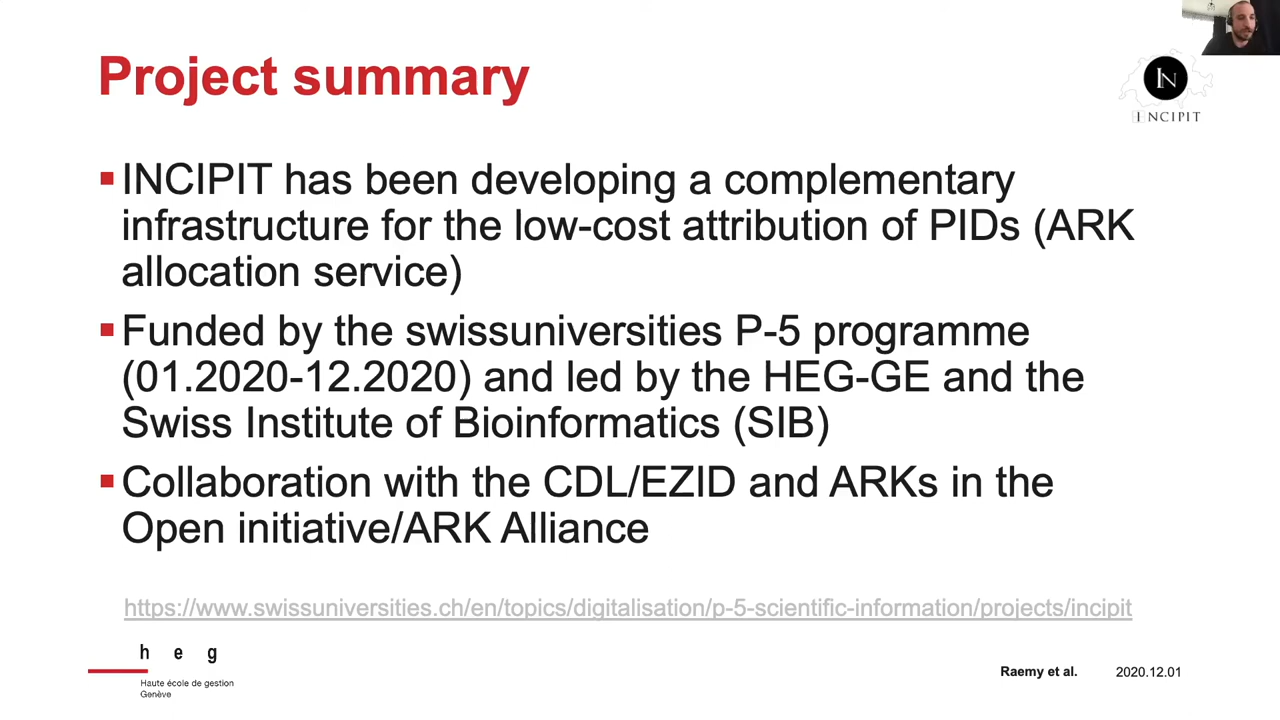 Project summary
IN
INCIPIT
▪INCIPIT has been developing a complementary
infrastructure for the low-cost attribution of PIDs (ARK
allocation service)
▪Funded by the swissuniversities P-5 programme
(01.2020-12.2020) and led by the HEG-GE and the
Swiss Institute of Bioinformatics (SIB)
▪Collaboration with the CDL/EZID and ARKs in the
Open initiative/ARK Alliance
https://www.swissuniversities.ch/en/topics/digitalisation/p-5-scientific-information/projects/incipit
h e g
Haute école de gestion
Genève
Raemy et al. 2020.12.01